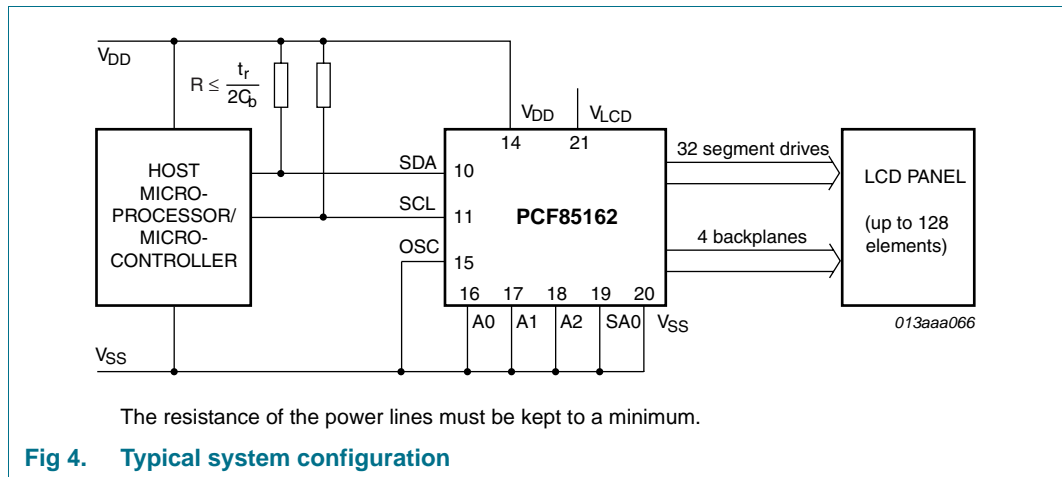 VDD
R ≤ tr
2Cb
VDD VLCD
14 21
HOST
MICRO-
PROCESSOR/
MICRO-
CONTROLLER
SDA 10
SCL 11
OSC 15
PCF85162
16 17 18 19 20
A0 A1 A2 SA0 VSS
32 segment drives
4 backplanes
LCD PANEL
(up to 128
elements)
013aaa066
VSS
The resistance of the power lines must be kept to a minimum.
Fig 4. Typical system configuration